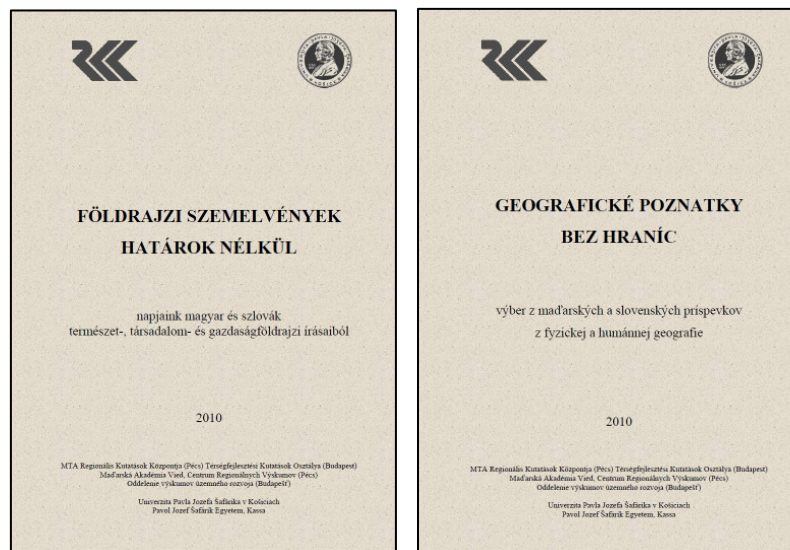 FÖLDRAJZI SZEMELVÉNYEK
HATÁROK NÉLKÜL
napjaink magyar és szlovák
természet-, társadalom- és gazdaságföldrajzi írásaiból
2010
MTA Regionális Kutatások Központja (Pécs) Térségfejlesztési Kutatások Osztálya (Budapest)
Maďarská Akadémia Vied, Centrum Regionálnych Výskumov (Pécs)
Oddelenie výskumov územného rozvoja (Budapešť)
Univerzita Pavla Jozefa Šafárika v Košiciach
Pavol Jozef Šafárik Egyetem, Kassa
GEOGRAFICKÉ POZNATKY
BEZ HRANÍC
výber z maďarských a slovenských príspevkov
z fyzickej a humánnej geografie
2010
MTA Regionális Kutatások Központja (Pécs) Térségfejlesztési Kutatások Osztálya (Budapest)
Maďarská Akadémia Vied, Centrum Regionálnych Výskumov (Pécs)
Oddelenie výskumov územného rozvoja (Budapešť)
Univerzita Pavla Jozefa Šafárika v Košiciach
Pavol Jozef Šafárik Egyetem, Kassa